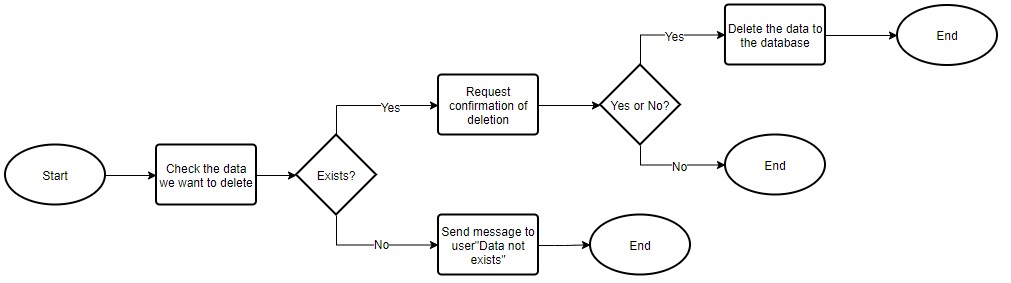 Start
Check the data
we want to delete
Exists?
Yes
Request
confirmation of
deletion
Yes or No?
Yes
Delete the data to
the database
End
No
End
No
Send message to
user"Data not
exists"
End